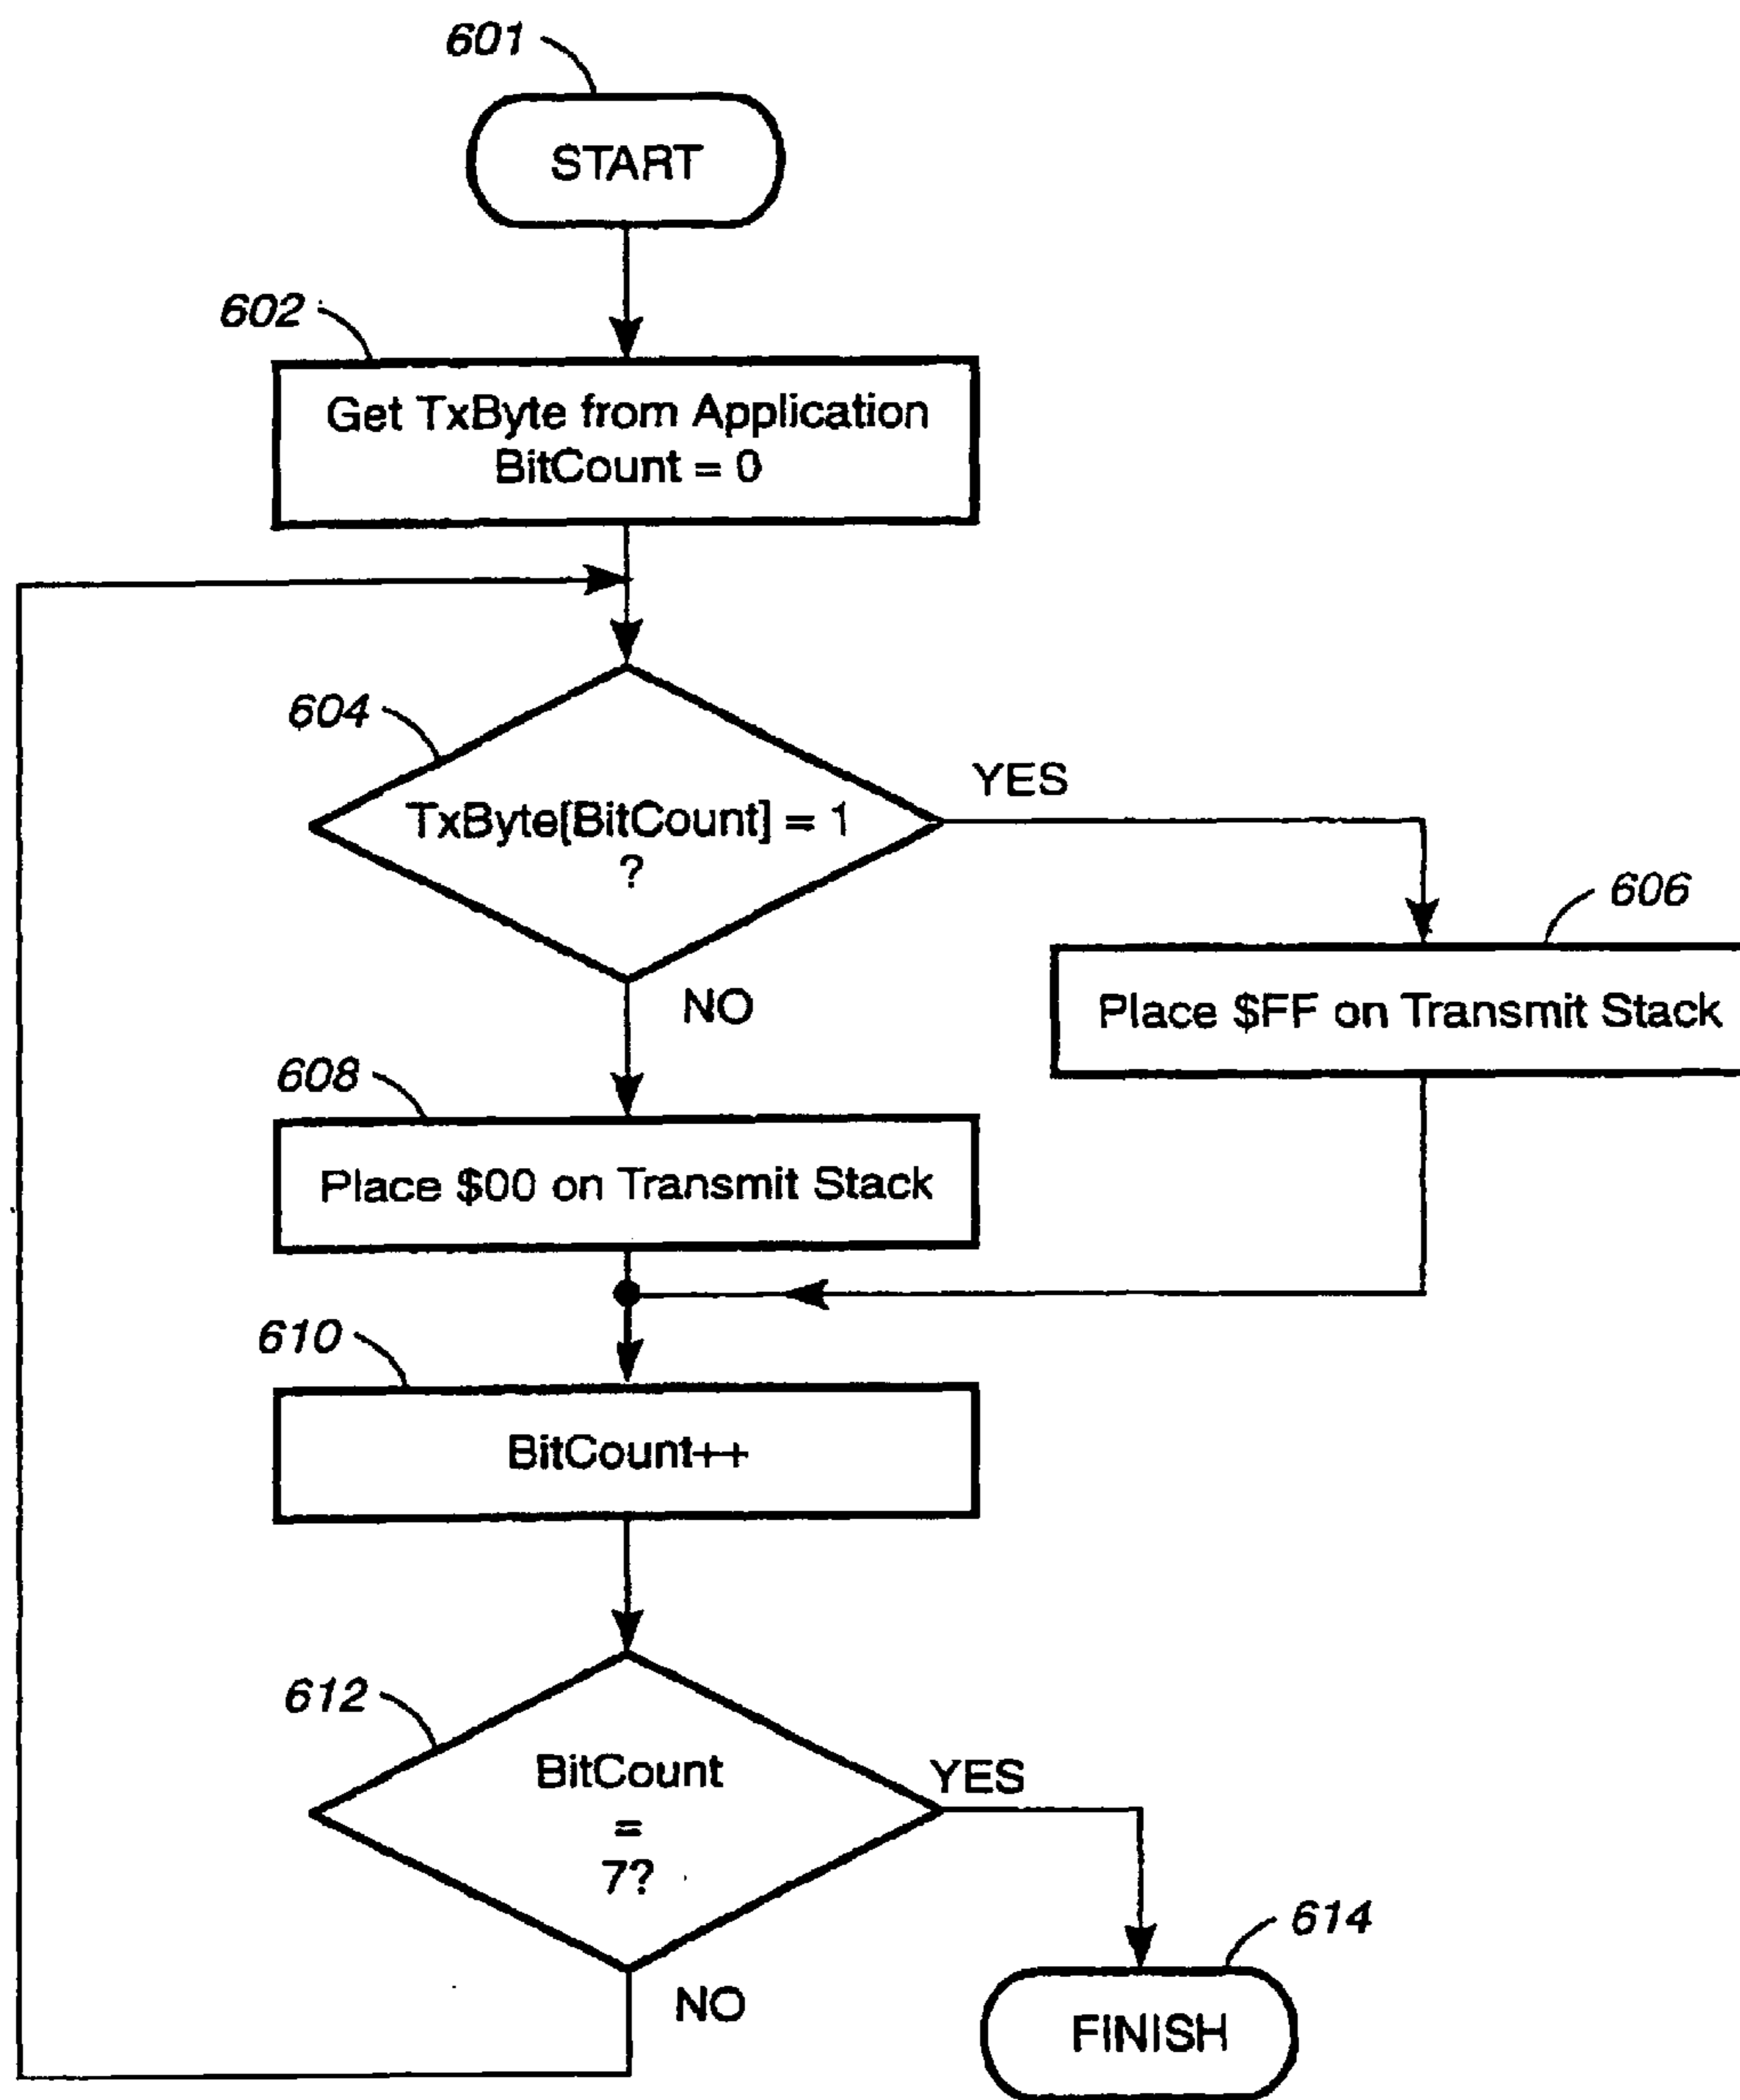 601
START
602
Get TxByte from Application
BitCount = 0
604
TxByte[BitCount] = 1
?
YES
606
Place $FF on Transmit Stack
NO
608
Place $00 on Transmit Stack
610
BitCount++
612
BitCount
=
7?
YES
NO
614
FINISH